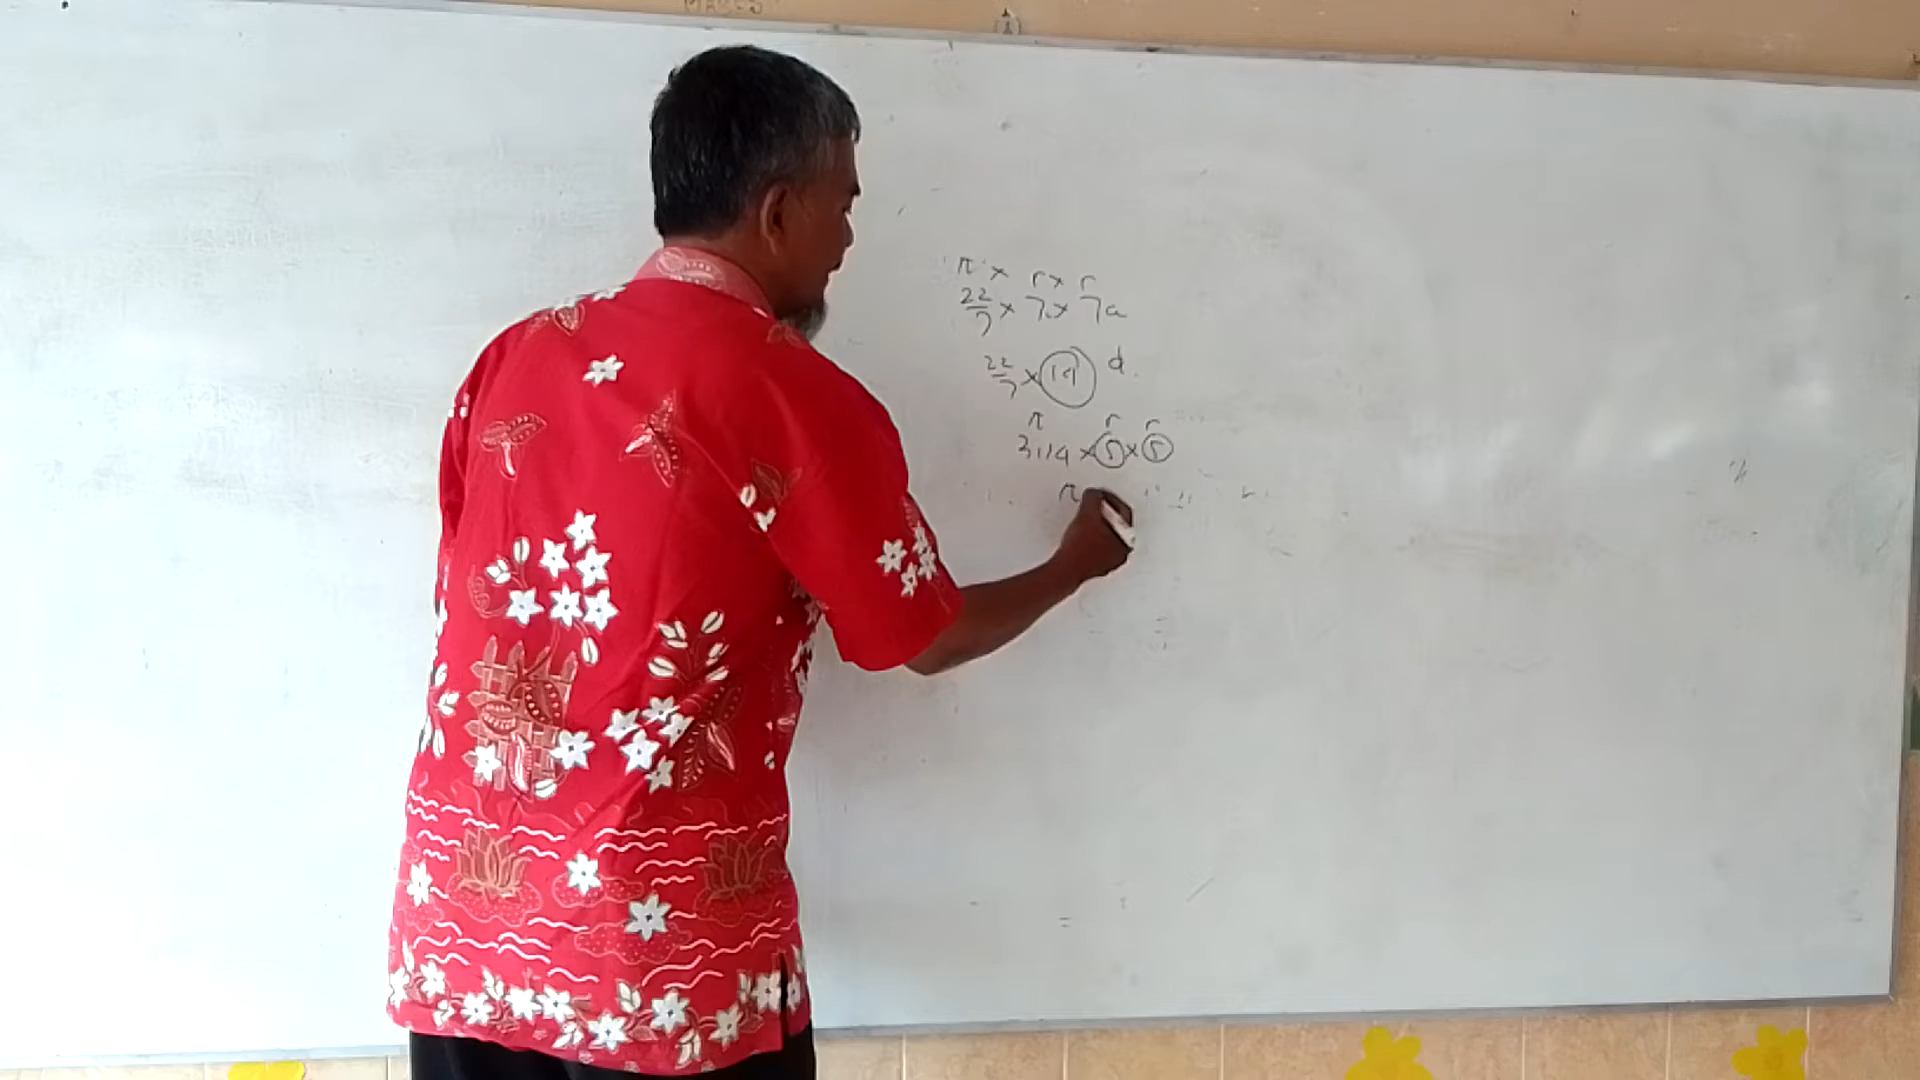 π × r × r
22/7 × 7 × 7 a
22/7 × 14 d.
π r r
3,14 × 5 × 5
π